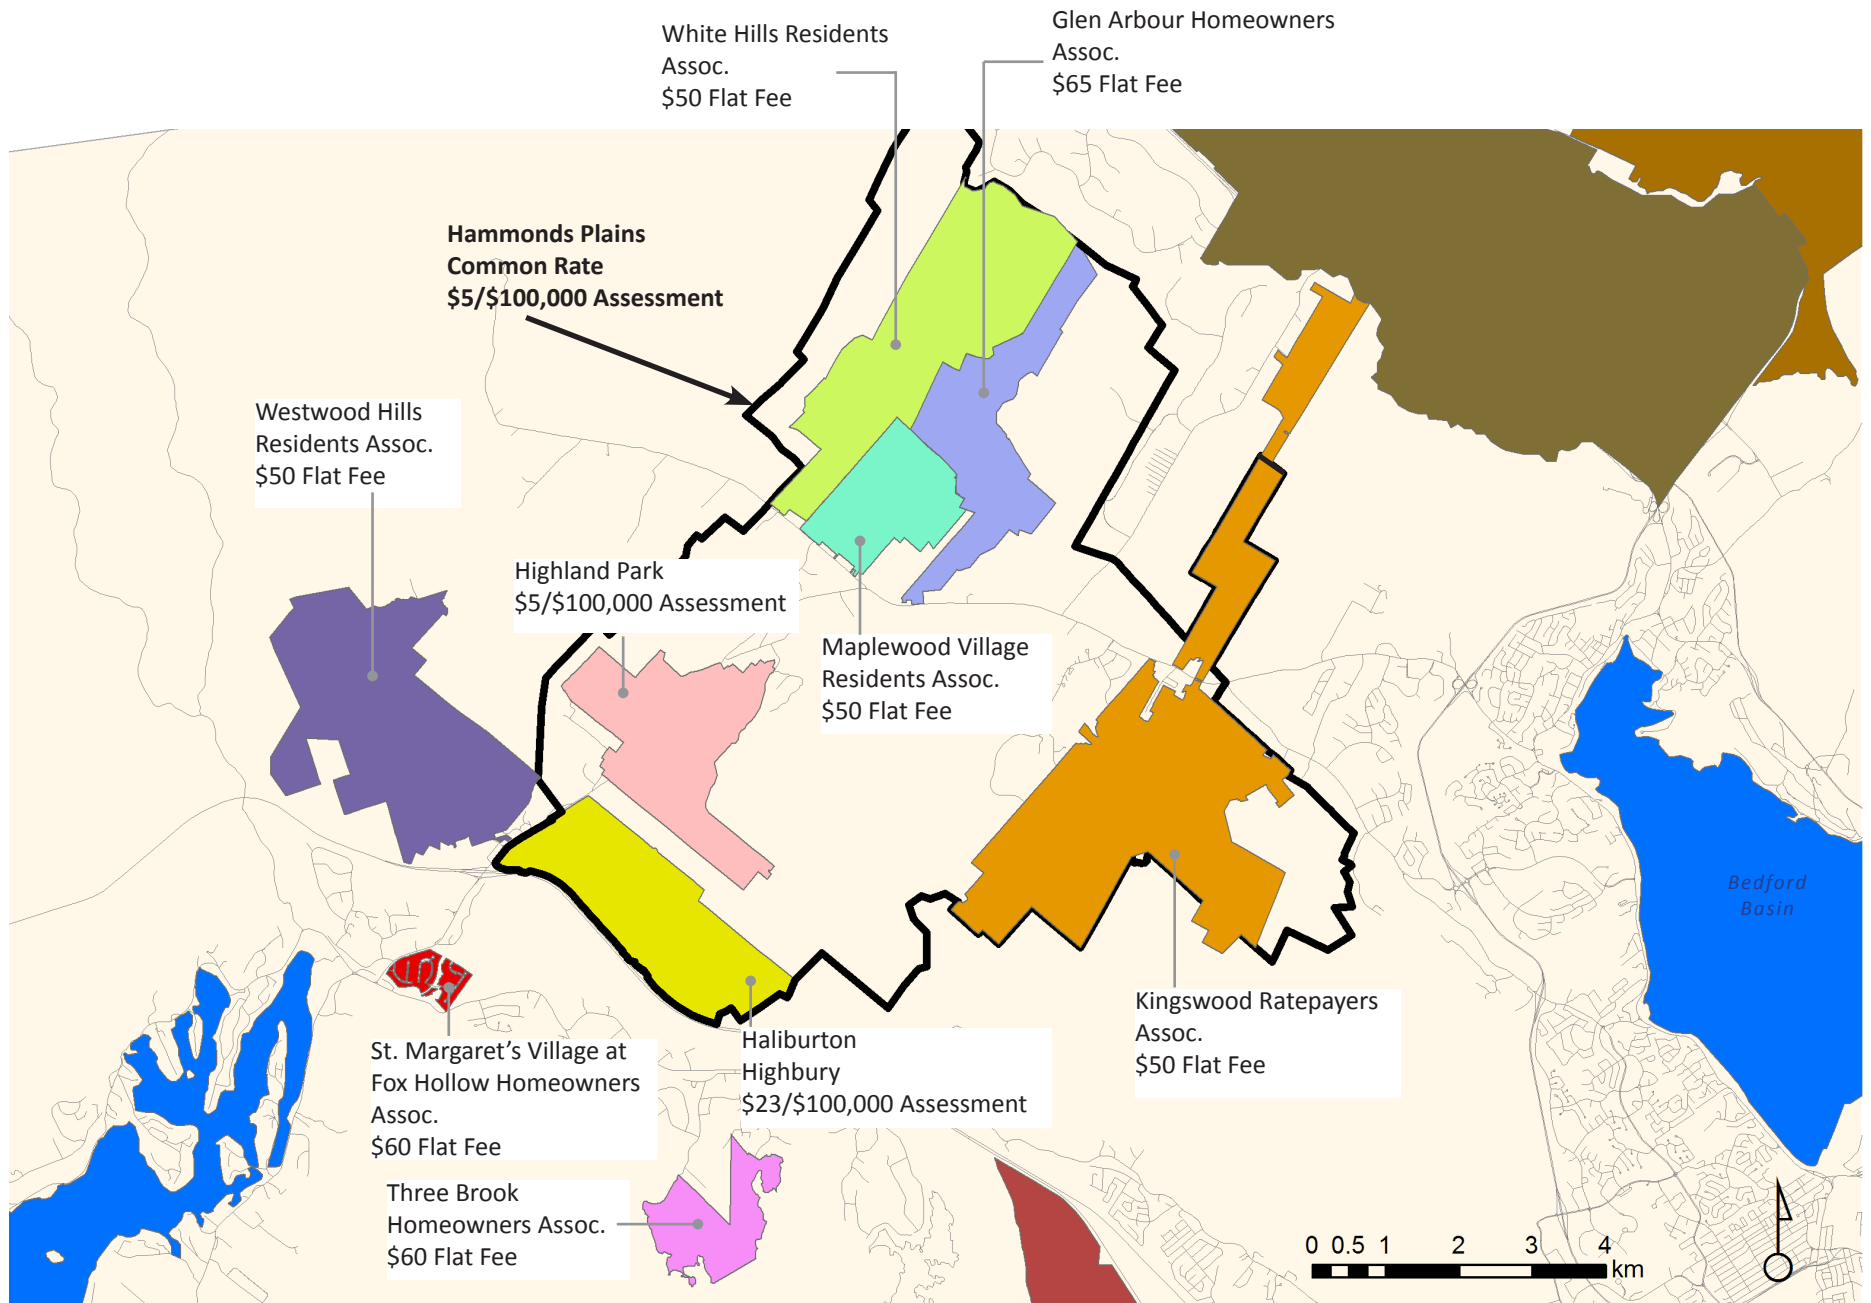 White Hills Residents
Assoc.
$50 Flat Fee
Glen Arbour Homeowners
Assoc.
$65 Flat Fee
Hammonds Plains
Common Rate
$5/$100,000 Assessment
Westwood Hills
Residents Assoc.
$50 Flat Fee
Highland Park
$5/$100,000 Assessment
Maplewood Village
Residents Assoc.
$50 Flat Fee
Bedford
Basin
Kingswood Ratepayers
Assoc.
$50 Flat Fee
St. Margaret’s Village at
Fox Hollow Homeowners
Assoc.
$60 Flat Fee
Haliburton
Highbury
$23/$100,000 Assessment
Three Brook
Homeowners Assoc.
$60 Flat Fee
0 0.5 1 2 3 4
km